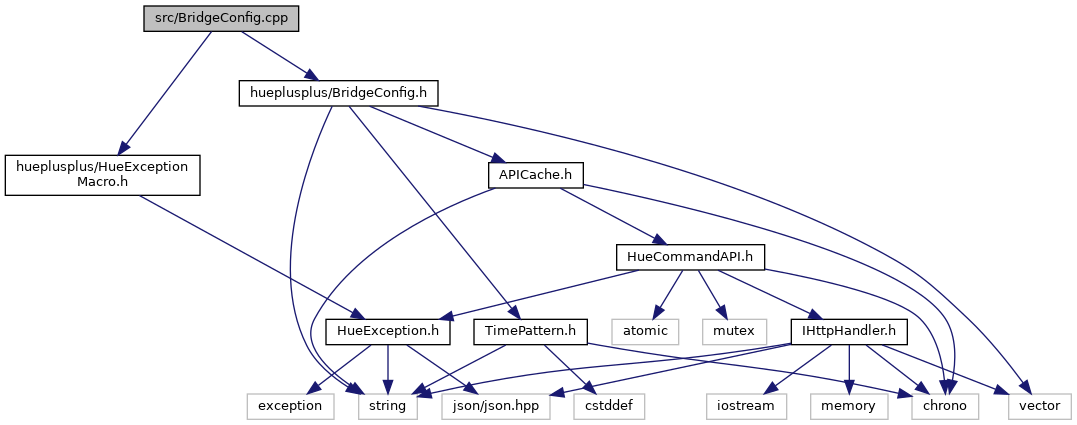 src/BridgeConfig.cpp
hueplusplus/BridgeConfig.h
hueplusplus/HueException
Macro.h
APICache.h
HueCommandAPI.h
HueException.h
TimePattern.h
atomic
mutex
IHttpHandler.h
exception
string
json/json.hpp
cstddef
iostream
memory
chrono
vector